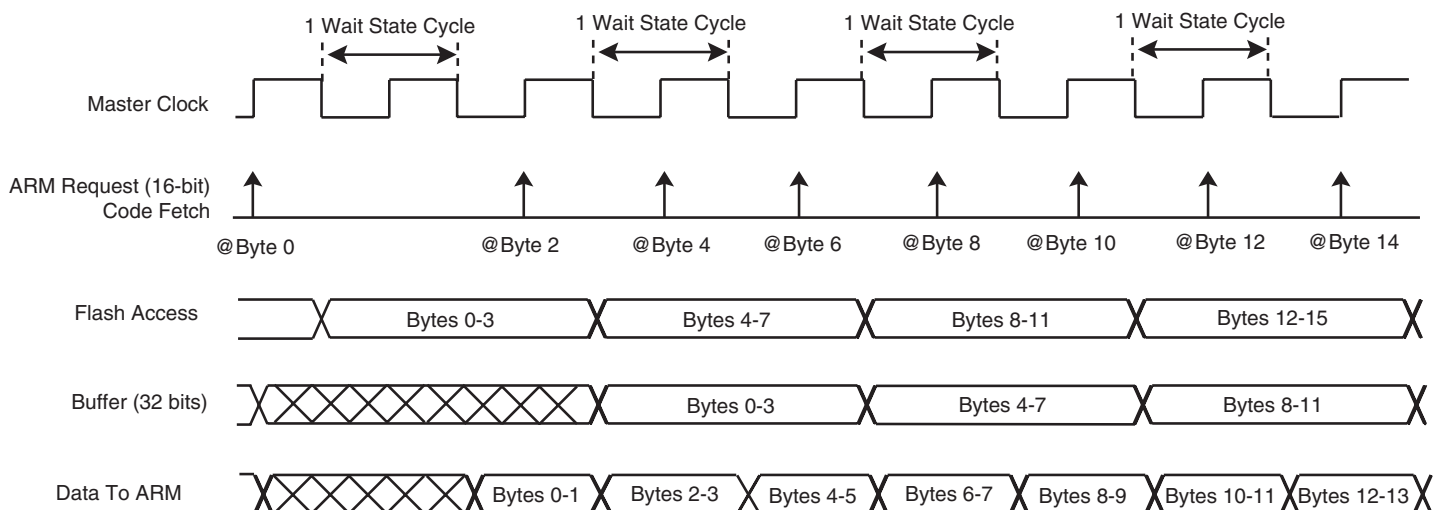 1 Wait State Cycle 1 Wait State Cycle 1 Wait State Cycle 1 Wait State Cycle
Master Clock
ARM Request (16-bit)
Code Fetch
@Byte 0 @Byte 2 @Byte 4 @Byte 6 @Byte 8 @Byte 10 @Byte 12 @Byte 14
Flash Access Bytes 0-3 Bytes 4-7 Bytes 8-11 Bytes 12-15
Buffer (32 bits) Bytes 0-3 Bytes 4-7 Bytes 8-11
Data To ARM Bytes 0-1 Bytes 2-3 Bytes 4-5 Bytes 6-7 Bytes 8-9 Bytes 10-11 Bytes 12-13